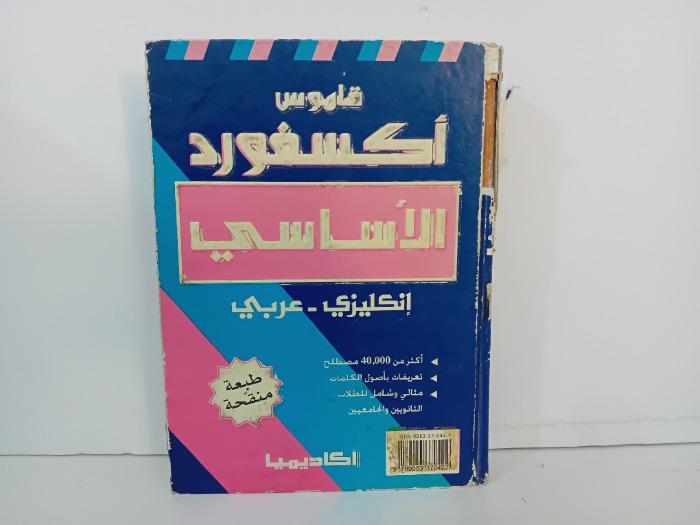 قاموس
أكسفورد
الأساسي
إنكليزي - عربي
أكثر من 40,000 مصطلح
تعريفات بأصول الكلمات
مثالي وشامل للطلاب
الثانويين والجامعيين
طبعة
منقحة
أكاديميا